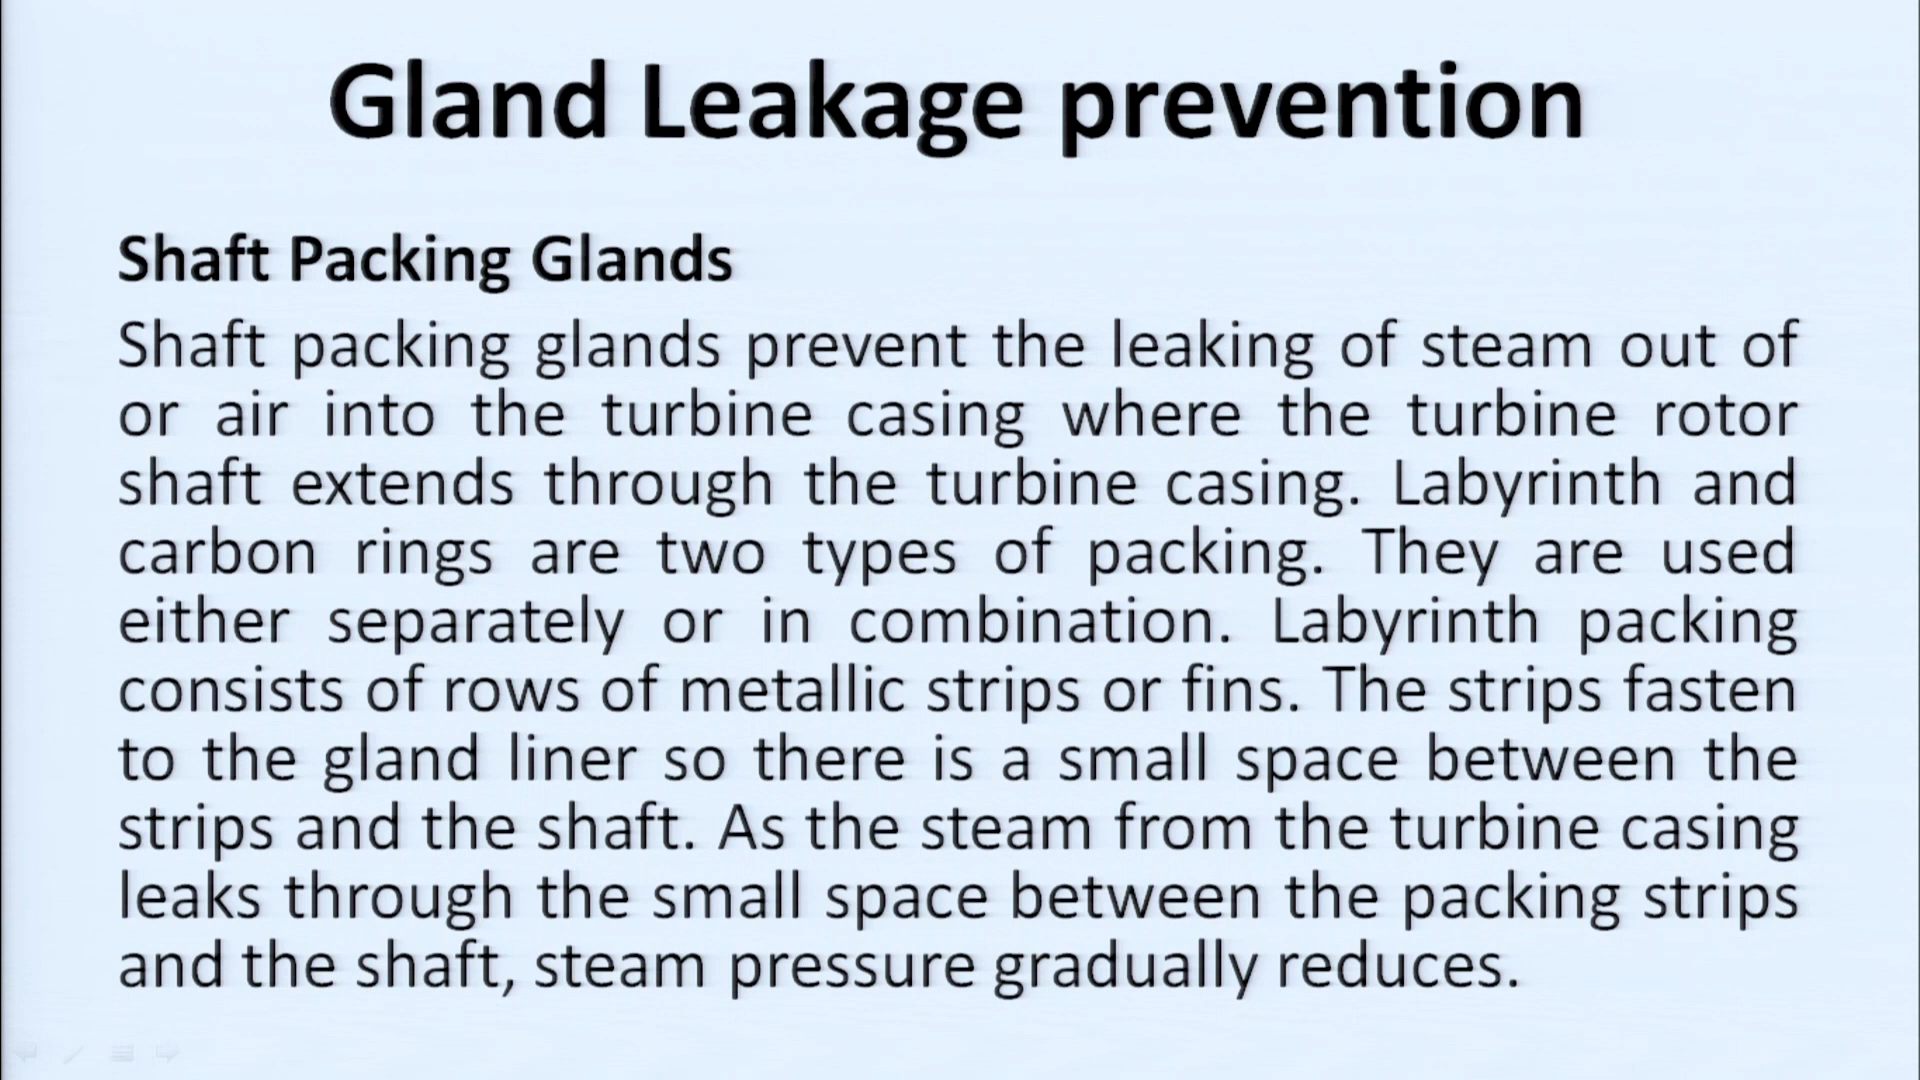 Gland Leakage prevention
Shaft Packing Glands
Shaft packing glands prevent the leaking of steam out of
or air into the turbine casing where the turbine rotor
shaft extends through the turbine casing. Labyrinth and
carbon rings are two types of packing. They are used
either separately or in combination. Labyrinth packing
consists of rows of metallic strips or fins. The strips fasten
to the gland liner so there is a small space between the
strips and the shaft. As the steam from the turbine casing
leaks through the small space between the packing strips
and the shaft, steam pressure gradually reduces.